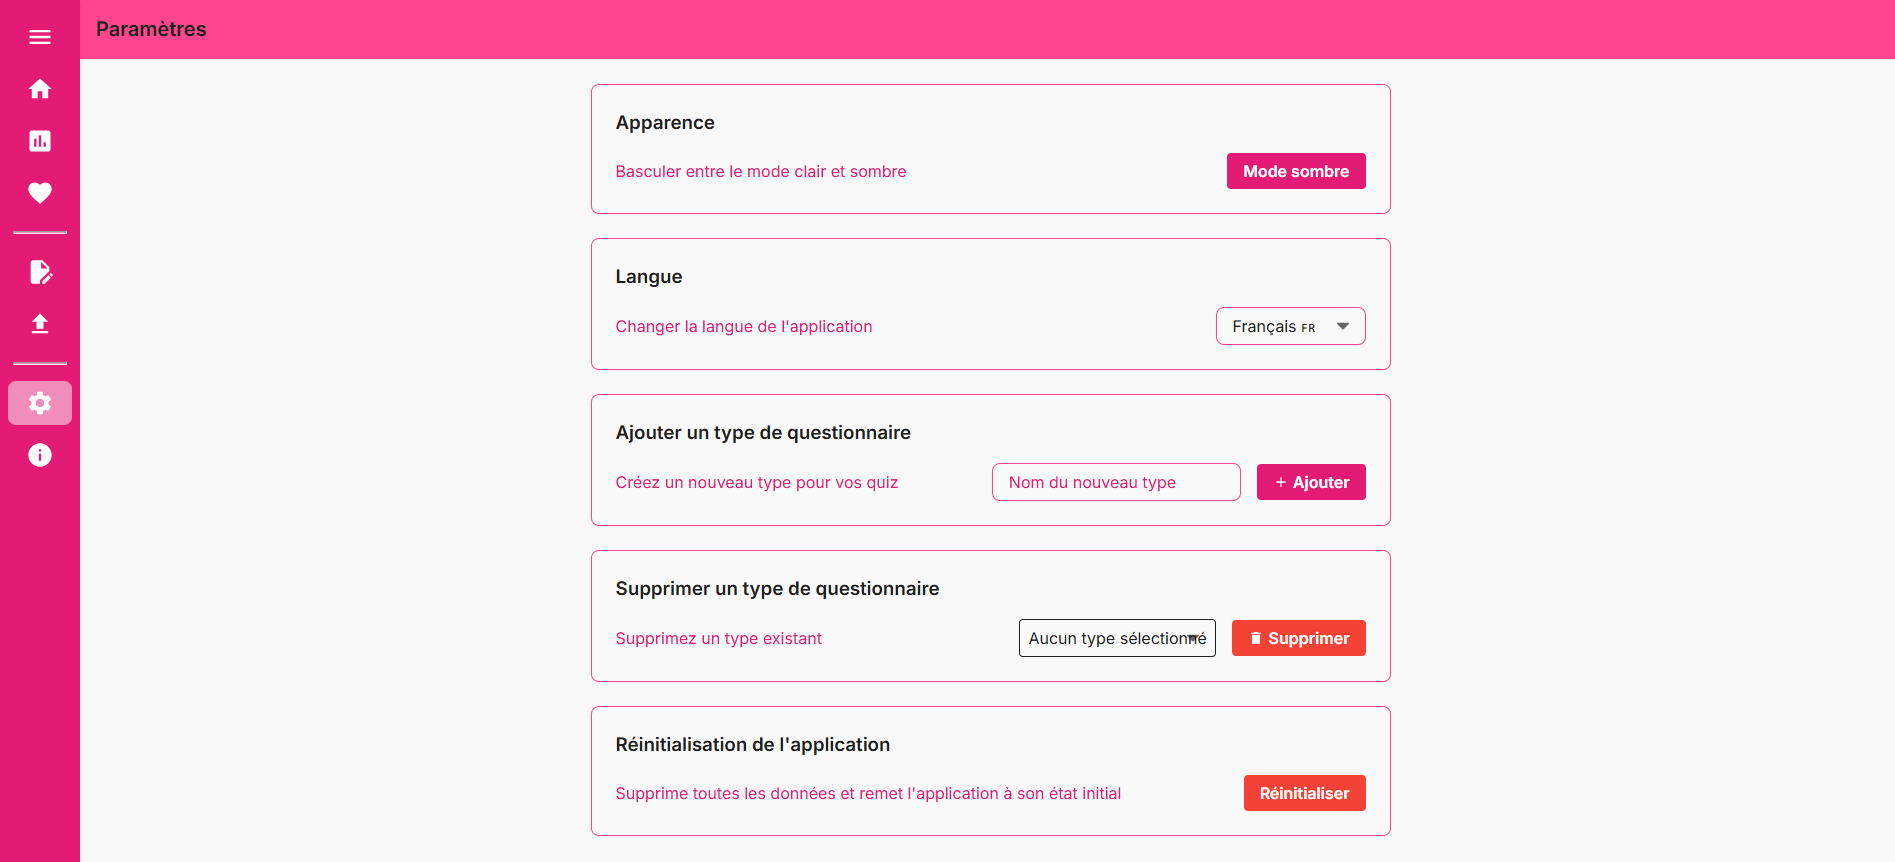 Paramètres
Apparence
Basculer entre le mode clair et sombre
Mode sombre
Langue
Changer la langue de l'application
Français FR
Ajouter un type de questionnaire
Créez un nouveau type pour vos quiz
Nom du nouveau type
+ Ajouter
Supprimer un type de questionnaire
Supprimez un type existant
Aucun type sélectionné
Supprimer
Réinitialisation de l'application
Supprime toutes les données et remet l'application à son état initial
Réinitialiser